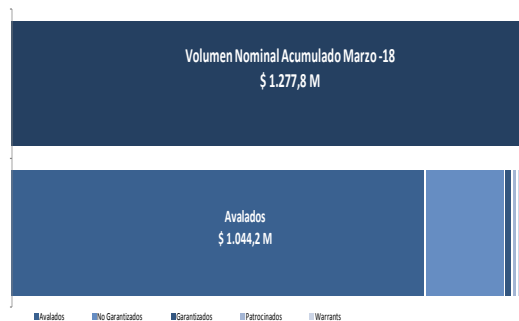 Volumen Nominal Acumulado Marzo -18
$ 1.277,8 M
Avalados
$ 1.044,2 M
Avalados No Garantizados Garantizados Patrocinados Warrants